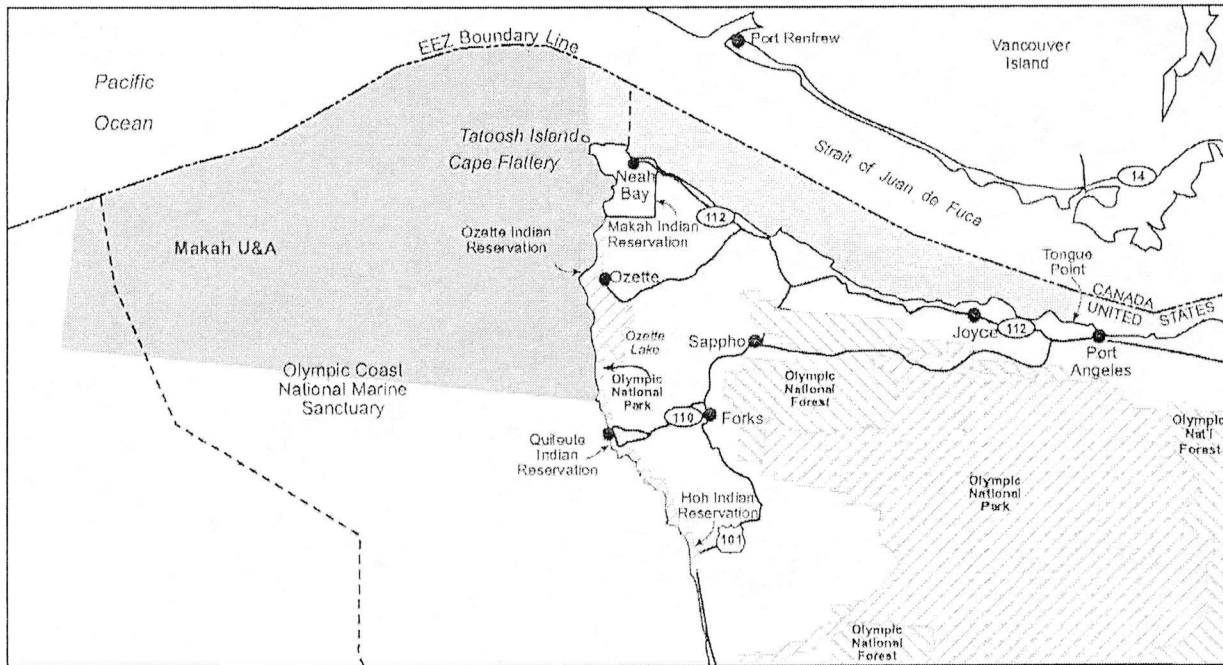 EEZ Boundary Line
Port Renfrew
Vancouver
Island
Pacific
Ocean
Tatoosh Island
Cape Flattery
Strait of Juan de Fuca
14
Neah
Bay
112
Makah Indian
Reservation
Ozette Indian
Reservation
Makah U&A
Ozette
Tongue
Point
CANADA
UNITED STATES
Joyce
112
Port
Angeles
Ozette
Lake
Sappho
Olympic Coast
National Marine
Sanctuary
Olympic
National
Park
Olympic
National
Forest
110
Forks
Quileute
Indian
Reservation
Olympic
Nat'l
Forest
Olympic
National
Park
Hoh Indian
Reservation
101
Olympic
National
Forest